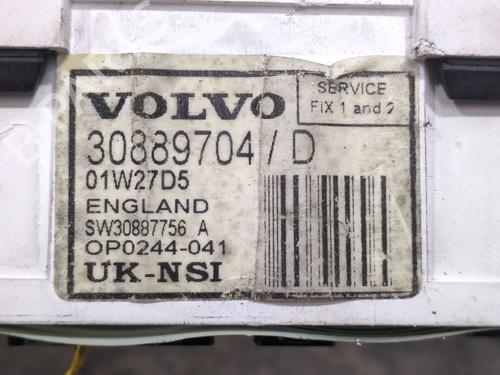 VOLVO
SERVICE
FIX 1 and 2
30889704/D
01W27D5
ENGLAND
SW30887756 A
OP0244-041
UK-NSI